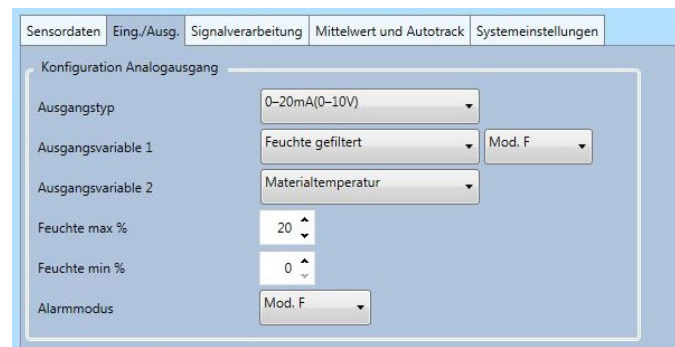 Sensordaten Eing./Ausg. Signalverarbeitung Mittelwert und Autotrack Systemeinstellungen
Konfiguration Analogausgang
Ausgangstyp 0–20mA(0–10V)
Ausgangsvariable 1 Feuchte gefiltert Mod. F
Ausgangsvariable 2 Materialtemperatur
Feuchte max % 20
Feuchte min % 0
Alarmmodus Mod. F